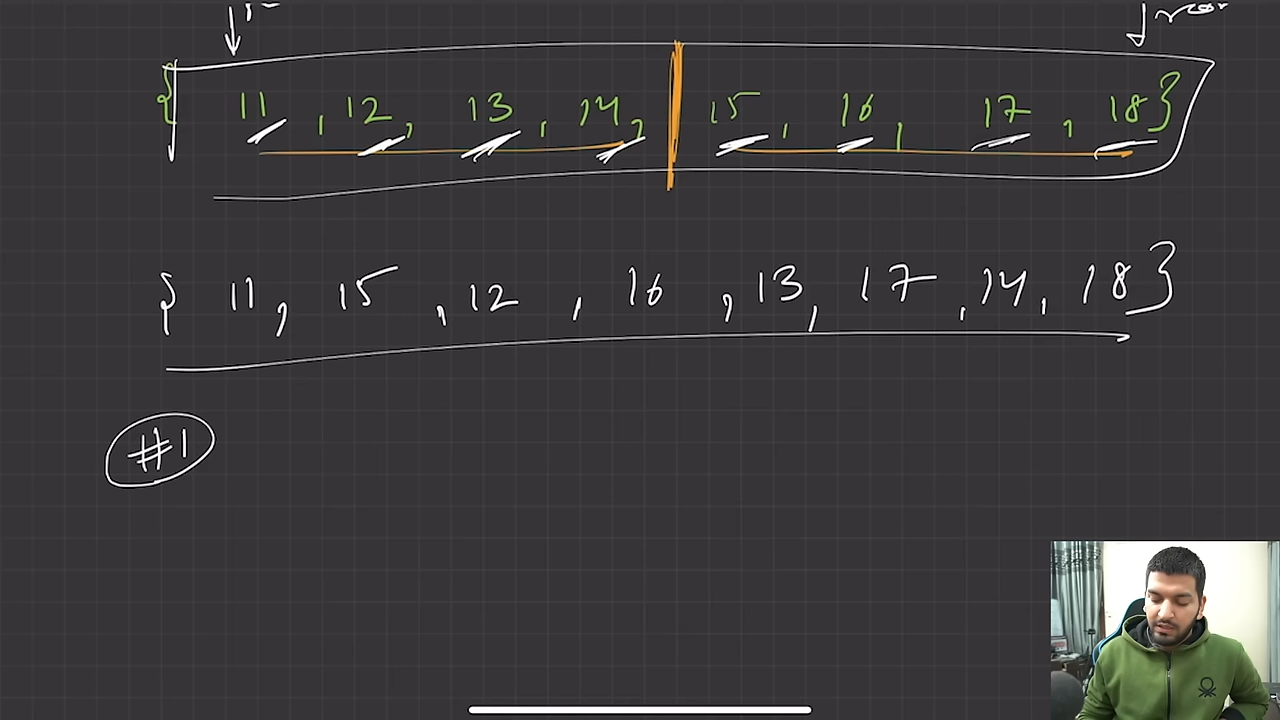 { 11 , 12, 13 , 14, 15 , 16, 17 , 18 }
{ 11, 15 , 12 , 16 , 13, 17 , 14, 18 }
#1